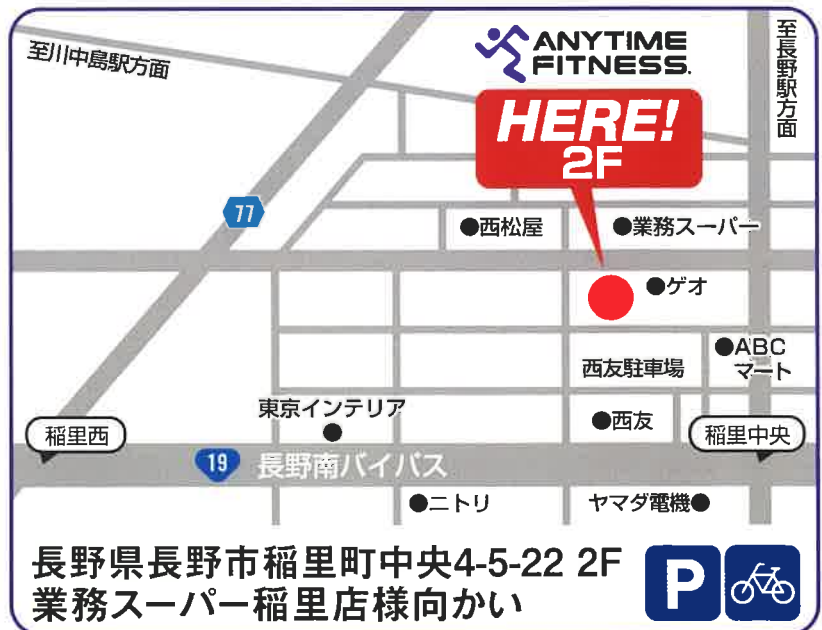 至川中島駅方面
ANYTIME
FITNESS.
至長野駅方面
HERE!
2F
77
●西松屋
●業務スーパー
●ゲオ
●ABC
マート
西友駐車場
東京インテリア
●西友
稲里西
稲里中央
19 長野南バイパス
●ニトリ
ヤマダ電機●
長野県長野市稲里町中央4-5-22 2F
業務スーパー稲里店様向かい
P